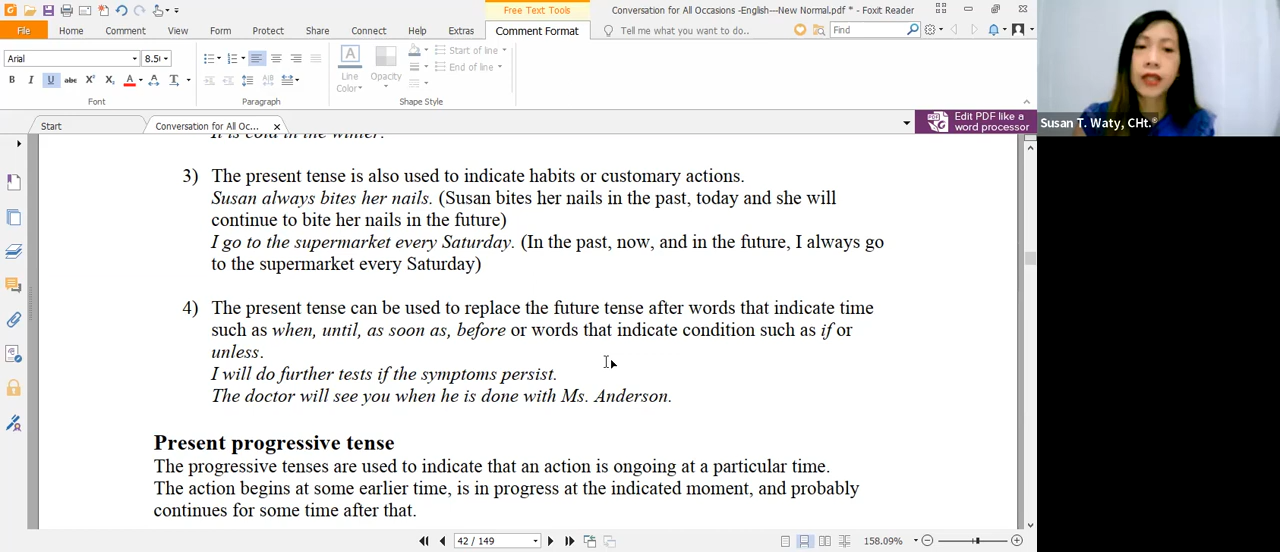 Free Text Tools
Conversation for All Occasions -English---New Normal.pdf * - Foxit Reader
File
Home
Comment
View
Form
Protect
Share
Connect
Help
Extras
Comment Format
Tell me what you want to do...
Find
Arial
8.5
Line
Color
Opacity
Start of line
End of line
Font
Paragraph
Shape Style
Start
Conversation for All Occ...
Edit PDF like a
word processor
Susan T. Waty, CHt.®
It is cold in the winter.
3) The present tense is also used to indicate habits or customary actions.
Susan always bites her nails. (Susan bites her nails in the past, today and she will
continue to bite her nails in the future)
I go to the supermarket every Saturday. (In the past, now, and in the future, I always go
to the supermarket every Saturday)
4) The present tense can be used to replace the future tense after words that indicate time
such as when, until, as soon as, before or words that indicate condition such as if or
unless.
I will do further tests if the symptoms persist.
The doctor will see you when he is done with Ms. Anderson.
Present progressive tense
The progressive tenses are used to indicate that an action is ongoing at a particular time.
The action begins at some earlier time, is in progress at the indicated moment, and probably
continues for some time after that.
42 / 149
158.09%